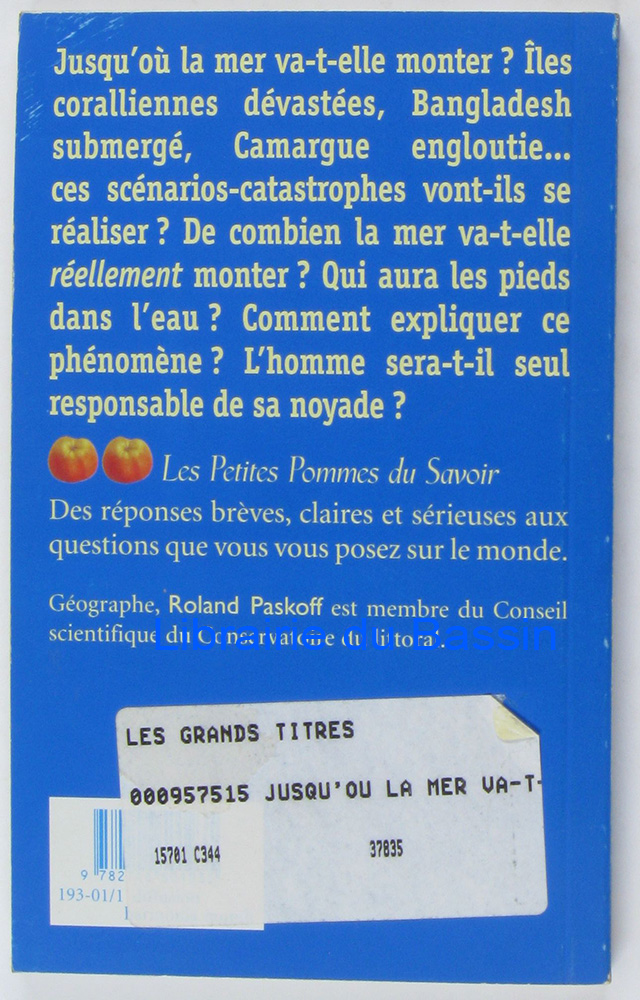 Jusqu'où la mer va-t-elle monter ? Îles
coralliennes dévastées, Bangladesh
submergé, Camargue engloutie...
ces scénarios-catastrophes vont-ils se
réaliser ? De combien la mer va-t-elle
réellement monter ? Qui aura les pieds
dans l'eau ? Comment expliquer ce
phénomène ? L'homme sera-t-il seul
responsable de sa noyade ?
Les Petites Pommes du Savoir
Des réponses brèves, claires et sérieuses aux
questions que vous vous posez sur le monde.
Géographe, Roland Paskoff est membre du Conseil
scientifique du Conservatoire du littoral.
Librairie du Bassin
LES GRANDS TITRES
000957515 JUSQU'OU LA MER VA-T-
15701 C344 37835
9 782
193-01/1